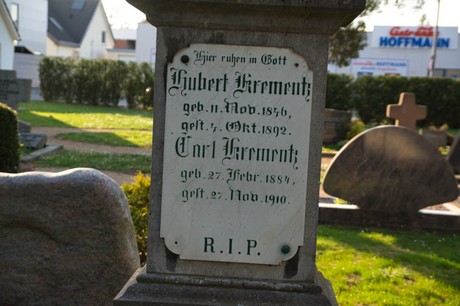 Hier ruhen in Gott
Hubert Krementz
geb. 11. Nov. 1846,
gest. 4. Okt. 1892.
Carl Krementz
geb. 27. Febr. 1884,
gest. 27. Nov. 1910.
R.I.P.
Getränke
HOFFMANN